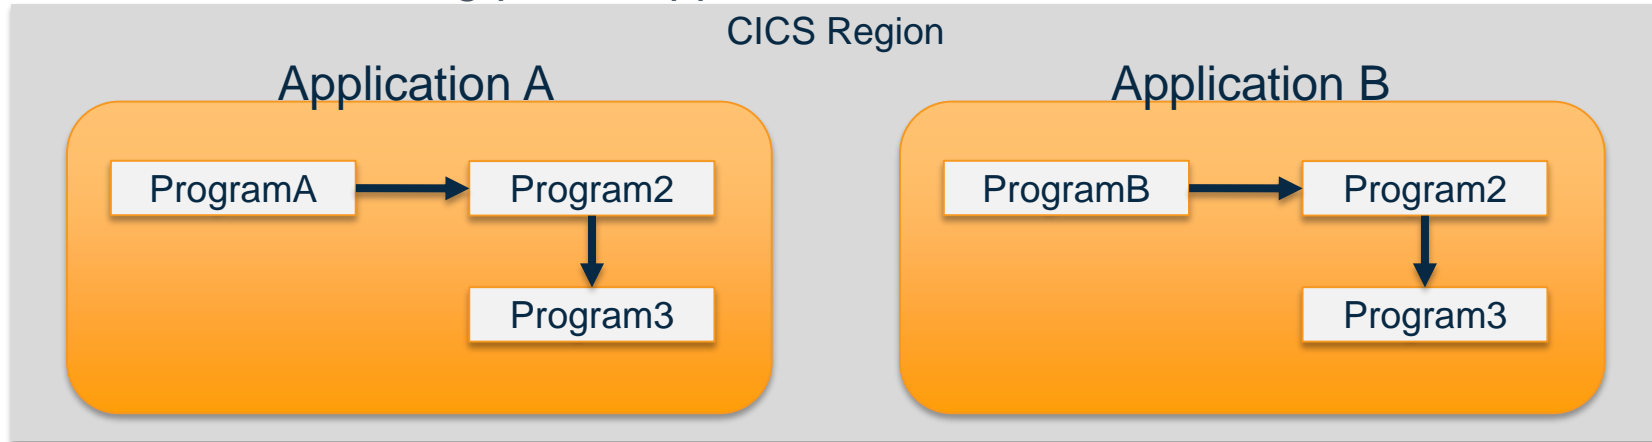 CICS Region
Application A
Application B
ProgramA
Program2
ProgramB
Program2
Program3
Program3